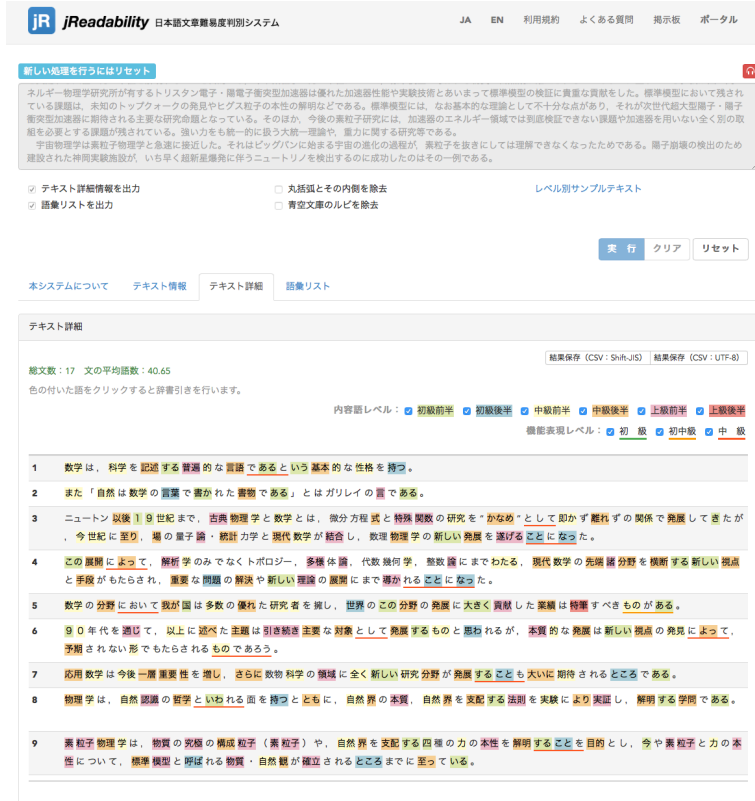 jR jReadability 日本語文章難易度判別システム JA EN 利用規約 よくある質問 掲示板 ポータル
新しい処理を行うにはリセット
ネルギー物理学研究所が有するトリスタン電子・陽電子衝突型加速器は優れた加速器性能や実験技術とあいまって標準模型の検証に貴重な貢献をした。標準模型において残され
ている課題は、未知のトップクォークの発見やヒグス粒子の本性の解明などである。標準模型には、なお基本的な理論として不十分な点があり、それが次世代超大型陽子・陽子
衝突型加速器に期待される主要な研究命題となっている。そのほか、今後の素粒子研究には、加速器のエネルギー領域では到底検証できない課題や加速器を用いない全く別の取
組を必要とする課題が残されている。強い力をも統一的に扱う大統一理論や、重力に関する研究等である。
宇宙物理学は素粒子物理学と急速に接近した。それはビッグバンに始まる宇宙の進化の過程が、素粒子を抜きにしては理解できなくなったためである。陽子崩壊の検出のため
建設された神岡実験施設が、いち早く超新星爆発に伴うニュートリノを検出するのに成功したのはその一例である。
テキスト詳細情報を出力 丸括弧とその内側を除去 レベル別サンプルテキスト
語彙リストを出力 青空文庫のルビを除去
実 行 クリア リセット
本システムについて テキスト情報 テキスト詳細 語彙リスト
テキスト詳細
結果保存（CSV：Shift-JIS） 結果保存（CSV：UTF-8）
総文数：17 文の平均語数：40.65
色の付いた語をクリックすると辞書引きを行います。
内容語レベル： 初級前半 初級後半 中級前半 中級後半 上級前半 上級後半
機能表現レベル： 初 級 初中級 中 級
1 数学 は ， 科学 を 記述 する 普遍 的 な 言語 で ある と いう 基本 的 な 性格 を 持つ 。
2 また 「 自然 は 数学 の 言葉 で 書か れ た 書物 で ある 」 と は ガリレイ の 言 で ある 。
3 ニュートン 以後 １９ 世紀 まで ， 古典 物理 学 と 数学 と は ， 微分 方程 式 と 特殊 関数 の 研究 を “ かなめ ” と し て 即か ず 離れ ず の 関係 で 発展 し て き た が
， 今 世紀 に 至り ， 場 の 量子 論 ・ 統計 力学 と 現代 数学 が 結合 し ， 数理 物理 学 の 新しい 発展 を 遂げる こと に なっ た 。
4 この 展開 に よっ て ， 解析 学 の み で なく トポロジー ， 多様 体 論 ， 代数 幾何 学 ， 整数 論 に まで わたる ， 現代 数学 の 先端 諸 分野 を 横断 する 新しい 視点
と 手段 が もたらさ れ ， 重要 な 問題 の 解決 や 新しい 理論 の 展開 に まで 導か れる こと に なっ た 。
5 数学 の 分野 に おい て 我が 国 は 多数 の 優れ た 研究 者 を 擁し ， 世界 の この 分野 の 発展 に 大きく 貢献 し た 業績 は 特筆 す べき もの が ある 。
6 ９０ 年代 を 通じ て ， 以上 に 述べ た 主題 は 引き続き 主要 な 対象 と し て 発展 する もの と 思わ れる が ， 本質 的 な 発展 は 新しい 視点 の 発見 に よっ て ，
予期 さ れ ない 形 で もたらさ れる もの で あろう 。
7 応用 数学 は 今後 一層 重要 性 を 増し ， さらに 数物 科学 の 領域 に 全く 新しい 研究 分野 が 発展 する こと も 大いに 期待 さ れる ところ で ある 。
8 物理 学 は ， 自然 認識 の 哲学 と いわ れる 面 を 持つ と とも に ， 自然 界 の 本質 ， 自然 界 を 支配 する 法則 を 実験 に より 実証 し ， 解明 する 学問 で ある 。
9 素 粒子 物理 学 は ， 物質 の 究極 の 構成 粒子 （ 素 粒子 ） や ， 自然 界 を 支配 する 四 種 の 力 の 本性 を 解明 する こと を 目的 と し ， 今 や 素 粒子 と 力 の 本
性 に つい て ， 標準 模型 と 呼ば れる 物質 ・ 自然 観 が 確立 さ れる ところ まで に 至っ て いる 。